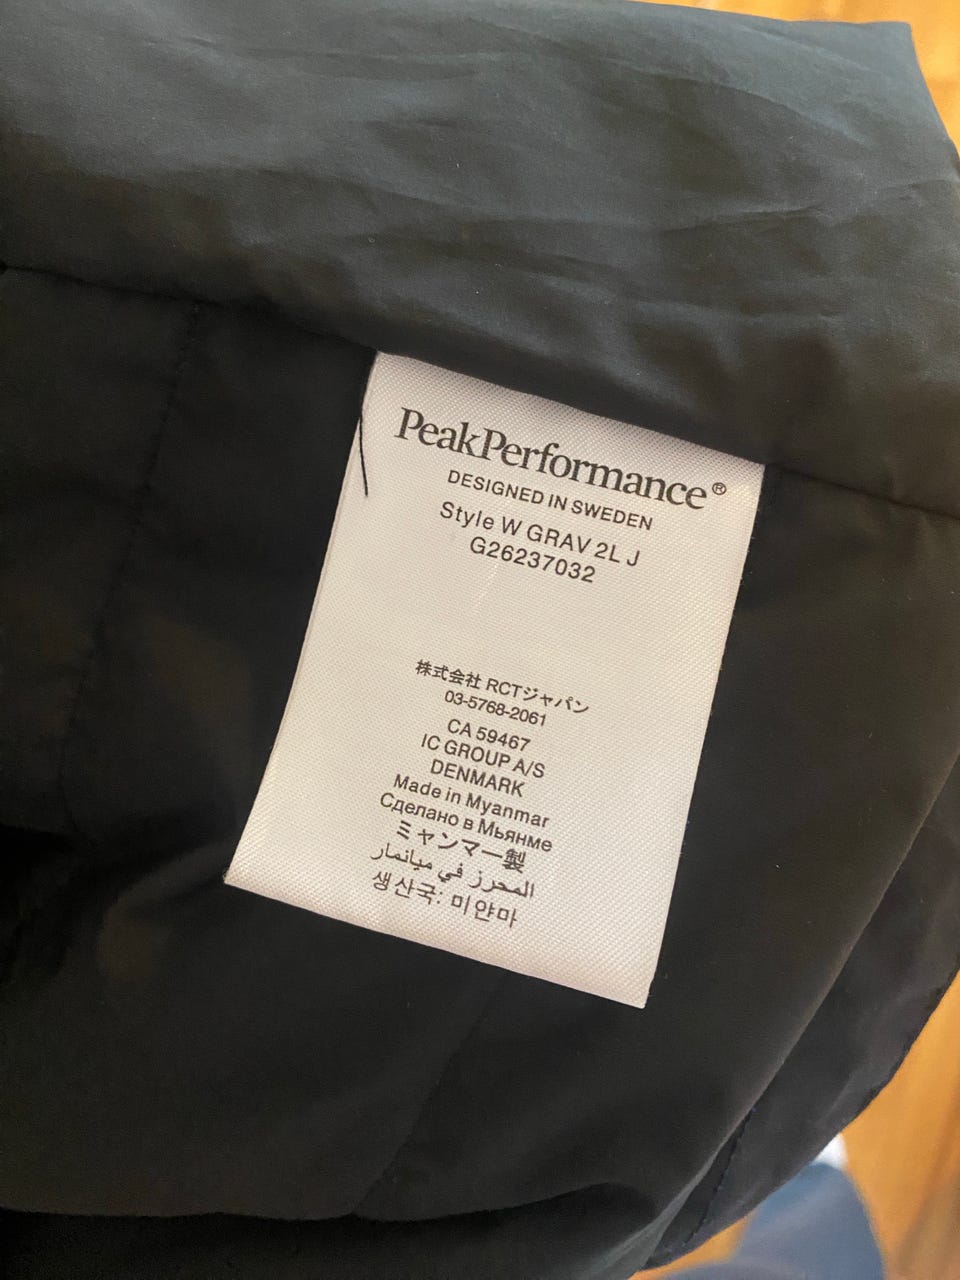 PeakPerformance®
DESIGNED IN SWEDEN
Style W GRAV 2L J
G26237032
株式会社 RCTジャパン
03-5768-2061
CA 59467
IC GROUP A/S
DENMARK
Made in Myanmar
Сделано в Мьянме
ミャンマー製
المحرز في ميانمار
생산국: 미얀마